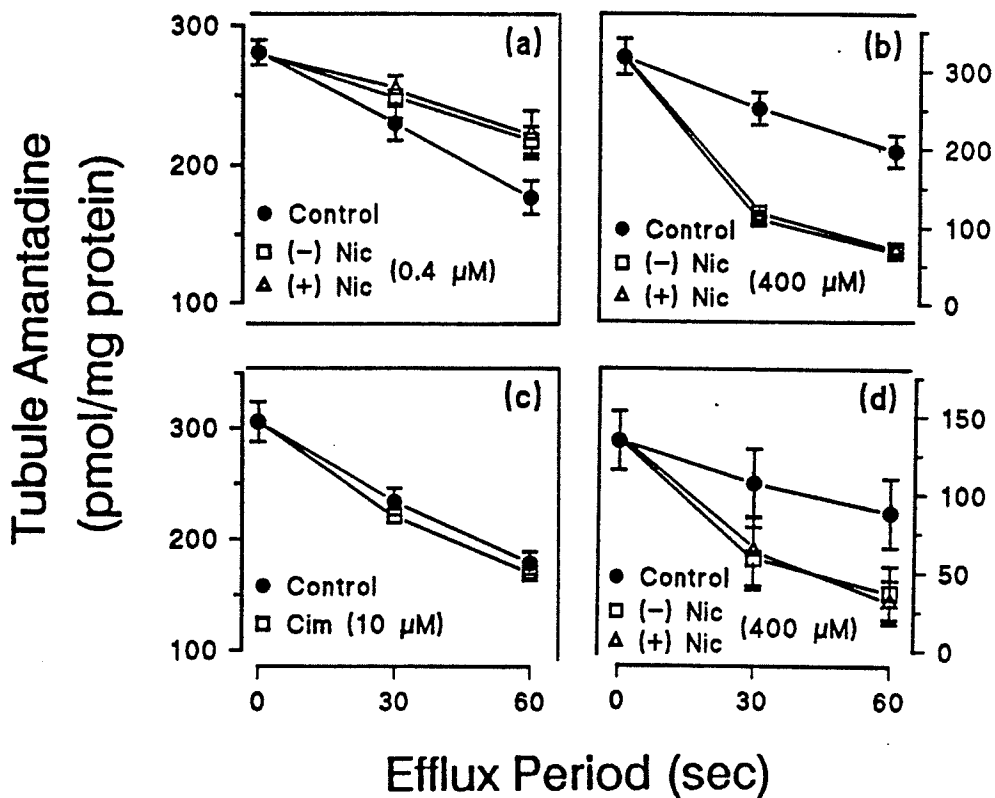 Tubule Amantadine
(pmol/mg protein)
300
200
100
(a)
● Control
□ (−) Nic
△ (+) Nic
(0.4 μM)
(b)
300
200
100
0
● Control
□ (−) Nic
△ (+) Nic
(400 μM)
300
200
100
(c)
● Control
□ Cim (10 μM)
0 30 60
(d)
150
100
50
0
● Control
□ (−) Nic
△ (+) Nic
(400 μM)
0 30 60
Efflux Period (sec)